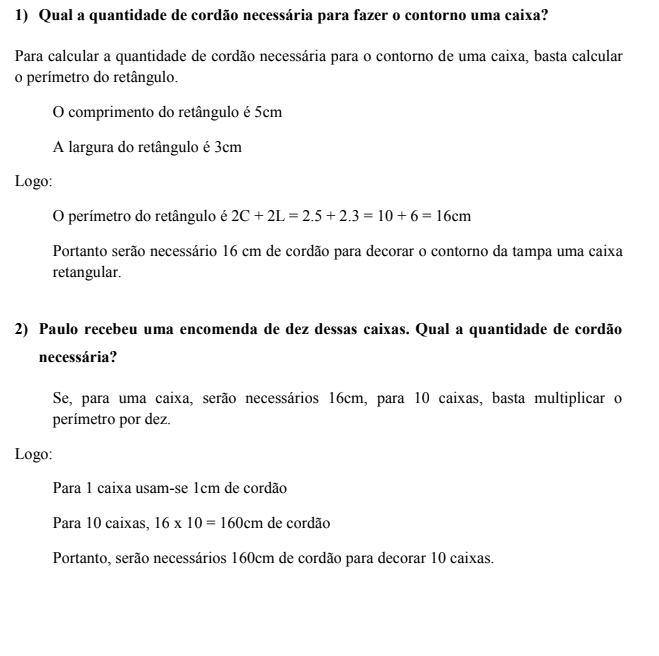 1) Qual a quantidade de cordão necessária para fazer o contorno uma caixa?
Para calcular a quantidade de cordão necessária para o contorno de uma caixa, basta calcular
o perímetro do retângulo.
O comprimento do retângulo é 5cm
A largura do retângulo é 3cm
Logo:
O perímetro do retângulo é 2C + 2L = 2.5 + 2.3 = 10 + 6 = 16cm
Portanto serão necessário 16 cm de cordão para decorar o contorno da tampa uma caixa
retangular.
2) Paulo recebeu uma encomenda de dez dessas caixas. Qual a quantidade de cordão
necessária?
Se, para uma caixa, serão necessários 16cm, para 10 caixas, basta multiplicar o
perímetro por dez.
Logo:
Para 1 caixa usam-se 1cm de cordão
Para 10 caixas, 16 x 10 = 160cm de cordão
Portanto, serão necessários 160cm de cordão para decorar 10 caixas.